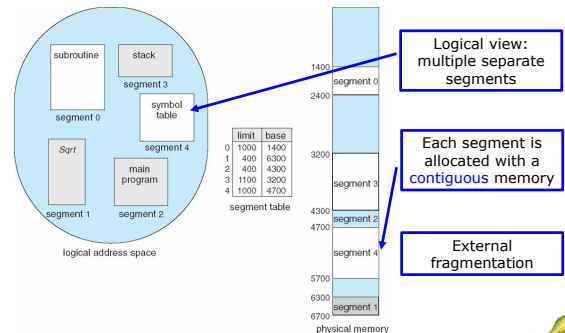 subroutine
segment 0
stack
segment 3
symbol
table
segment 4
Sqrt
segment 1
main
program
segment 2
logical address space
limit base
0 1000 1400
1 400 6300
2 400 4300
3 1100 3200
4 1000 4700
segment table
1400
segment 0
2400
3200
segment 3
4300
segment 2
4700
segment 4
5700
6300
segment 1
6700
physical memory
Logical view:
multiple separate
segments
Each segment is
allocated with a
contiguous memory
External
fragmentation